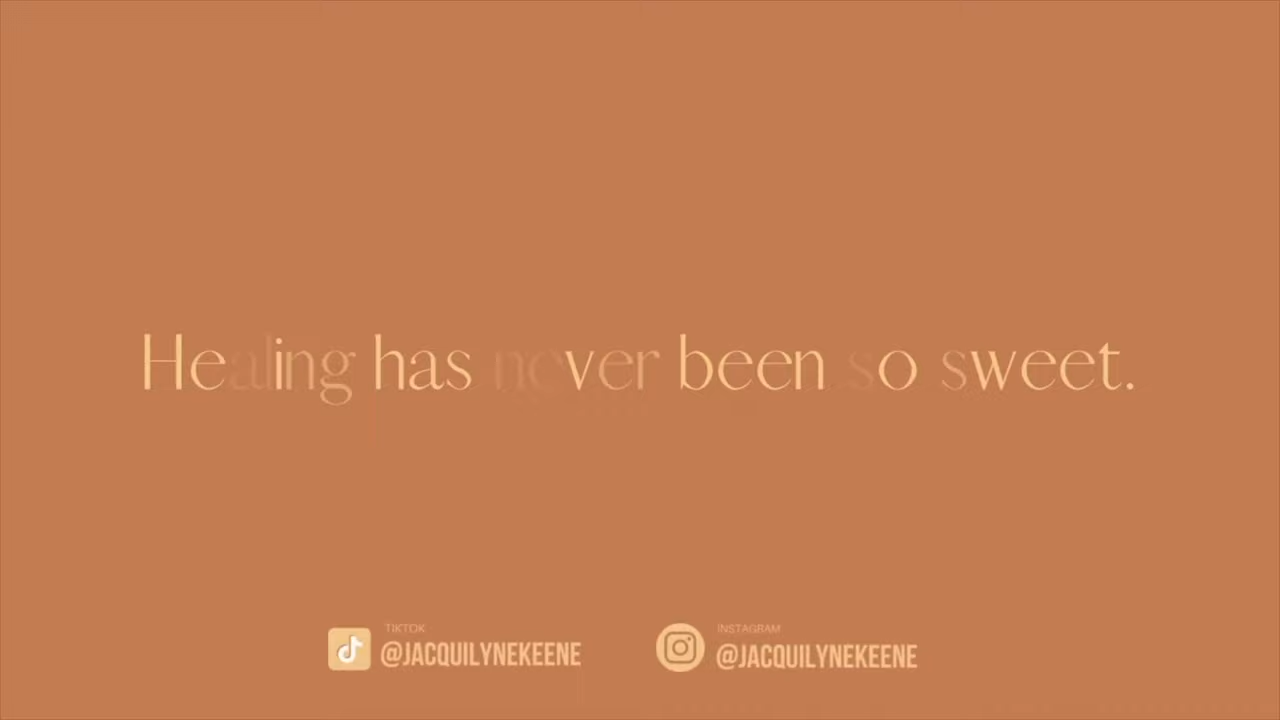 Healing has never been so sweet.
TIKTOK
@JACQUILYNEKEENE
INSTAGRAM
@JACQUILYNEKEENE